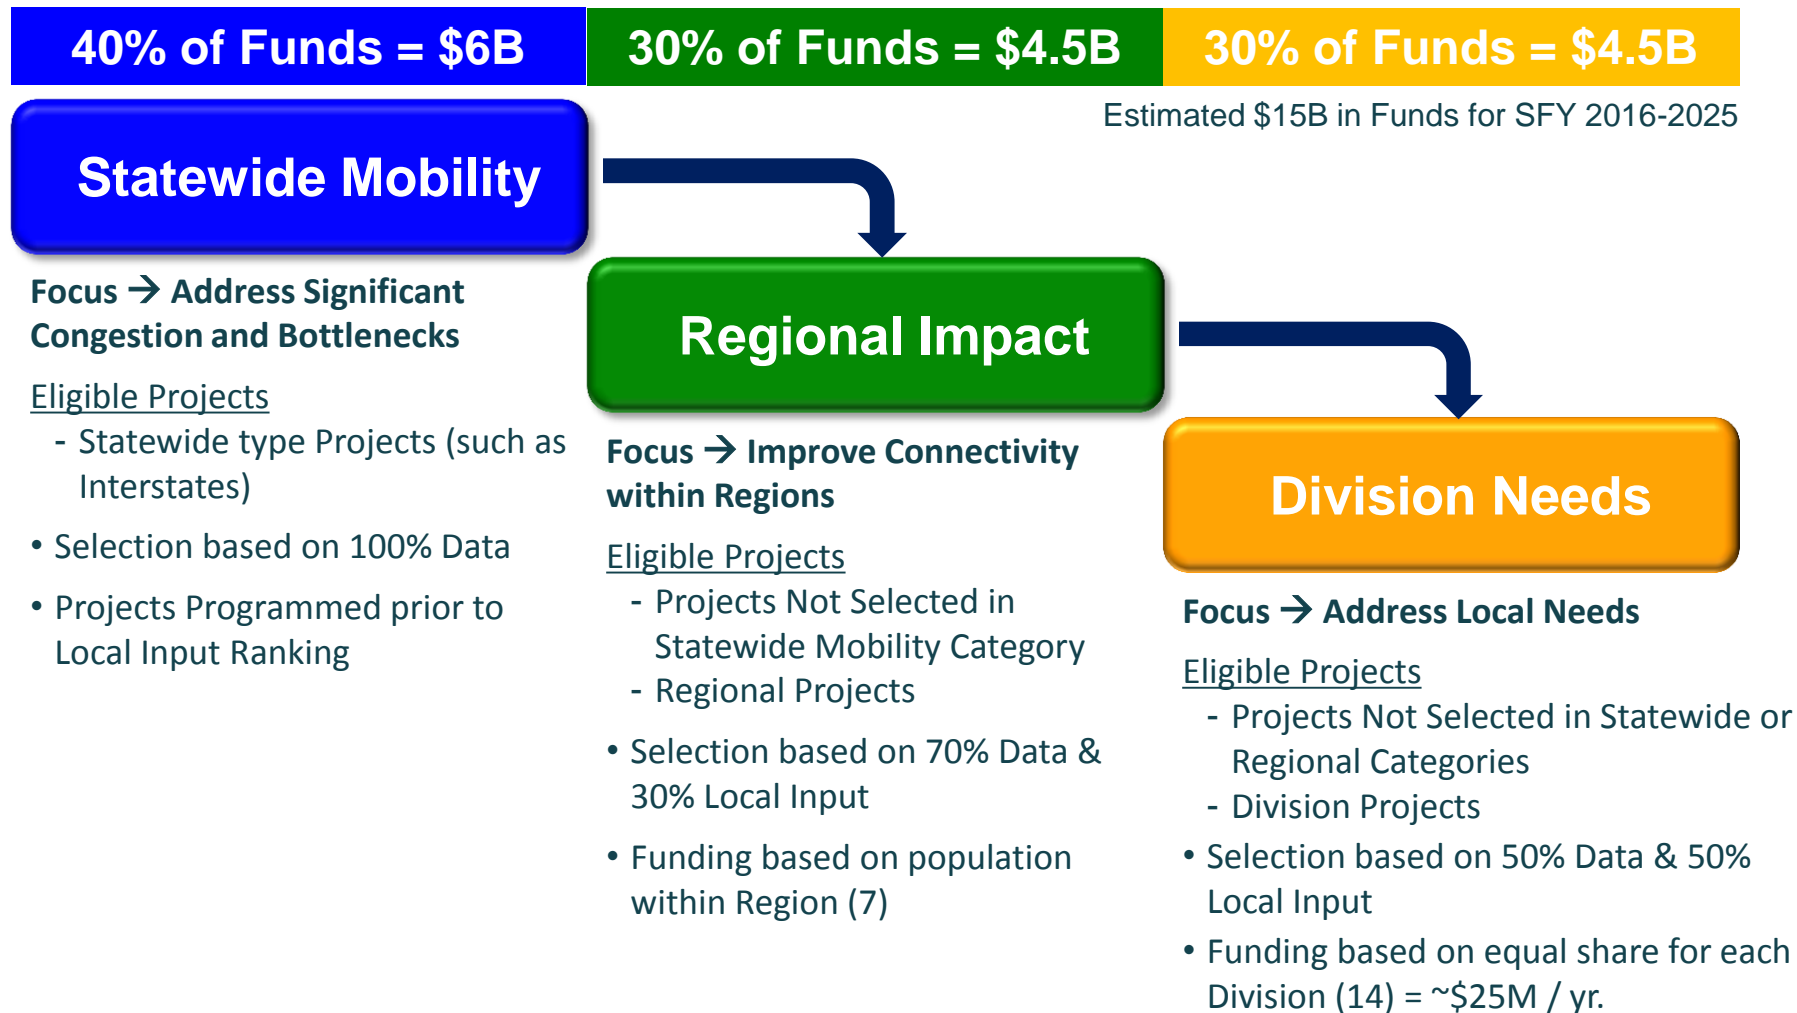 40% of Funds = $6B
30% of Funds = $4.5B
30% of Funds = $4.5B
Estimated $15B in Funds for SFY 2016-2025
Statewide Mobility
Focus → Address Significant
Congestion and Bottlenecks
Eligible Projects
- Statewide type Projects (such as
Interstates)
• Selection based on 100% Data
• Projects Programmed prior to
Local Input Ranking
Regional Impact
Focus → Improve Connectivity
within Regions
Eligible Projects
- Projects Not Selected in
Statewide Mobility Category
- Regional Projects
• Selection based on 70% Data &
30% Local Input
• Funding based on population
within Region (7)
Division Needs
Focus → Address Local Needs
Eligible Projects
- Projects Not Selected in Statewide or
Regional Categories
- Division Projects
• Selection based on 50% Data & 50%
Local Input
• Funding based on equal share for each
Division (14) = ~$25M / yr.